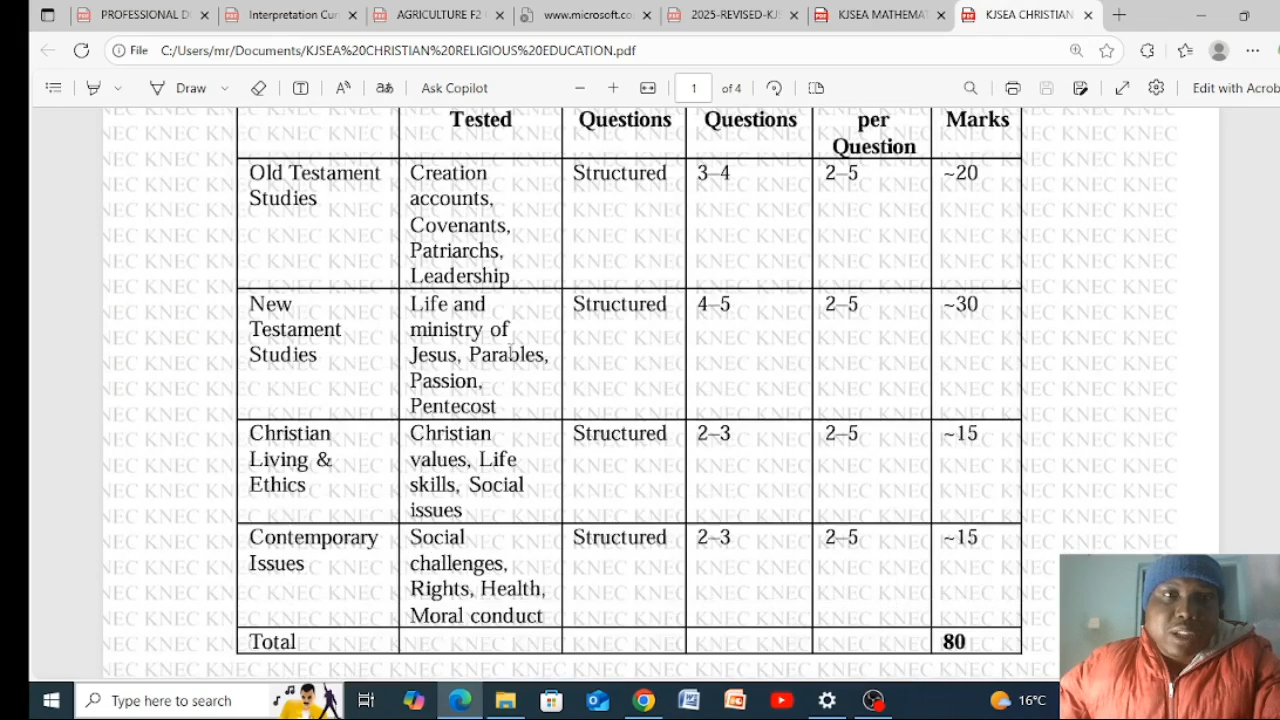 PROFESSIONAL D
Interpretation Cur
AGRICULTURE F2
www.microsoft.co
2025-REVISED-KJS
KJSEA MATHEMAT
KJSEA CHRISTIAN
File C:/Users/mr/Documents/KJSEA%20CHRISTIAN%20RELIGIOUS%20EDUCATION.pdf
Draw Ask Copilot 1 of 4 Edit with Acrob
Tested Questions Questions per Question Marks
Old Testament Studies
Creation
accounts,
Covenants,
Patriarchs,
Leadership
Structured 3–4 2–5 ~20
New
Testament
Studies
Life and
ministry of
Jesus, Parables,
Passion,
Pentecost
Structured 4–5 2–5 ~30
Christian
Living &
Ethics
Christian
values, Life
skills, Social
issues
Structured 2–3 2–5 ~15
Contemporary
Issues
Social
challenges,
Rights, Health,
Moral conduct
Structured 2–3 2–5 ~15
Total 80
Type here to search
16°C